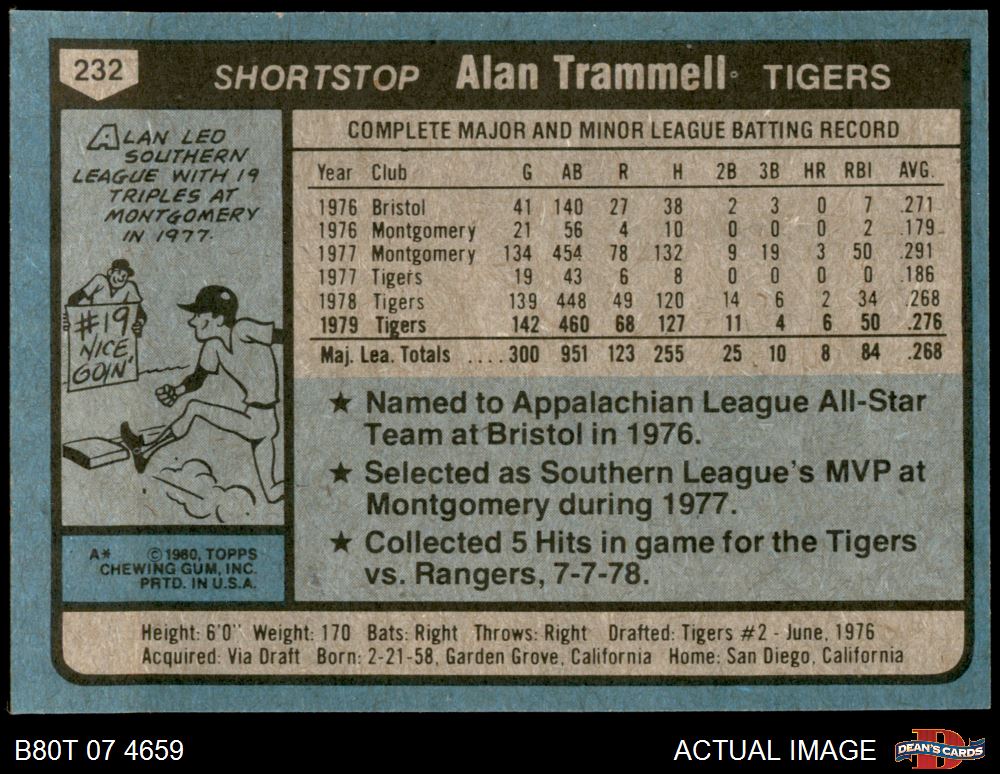 232 SHORTSTOP Alan Trammell TIGERS
ALAN LED
SOUTHERN
LEAGUE WITH 19
TRIPLES AT
MONTGOMERY
IN 1977.
#19
NICE
GOIN'
A* © 1980, TOPPS
CHEWING GUM, INC.
PRTD. IN U.S.A.
COMPLETE MAJOR AND MINOR LEAGUE BATTING RECORD
Year Club G AB R H 2B 3B HR RBI AVG.
1976 Bristol 41 140 27 38 2 3 0 7 .271
1976 Montgomery 21 56 4 10 0 0 0 2 .179
1977 Montgomery 134 454 78 132 9 19 3 50 .291
1977 Tigers 19 43 6 8 0 0 0 0 .186
1978 Tigers 139 448 49 120 14 6 2 34 .268
1979 Tigers 142 460 68 127 11 4 6 50 .276
Maj. Lea. Totals ....300 951 123 255 25 10 8 84 .268
★ Named to Appalachian League All-Star
Team at Bristol in 1976.
★ Selected as Southern League's MVP at
Montgomery during 1977.
★ Collected 5 Hits in game for the Tigers
vs. Rangers, 7-7-78.
Height: 6'0" Weight: 170 Bats: Right Throws: Right Drafted: Tigers #2 - June, 1976
Acquired: Via Draft Born: 2-21-58, Garden Grove, California Home: San Diego, California
B80T 07 4659 ACTUAL IMAGE DEAN'S CARDS